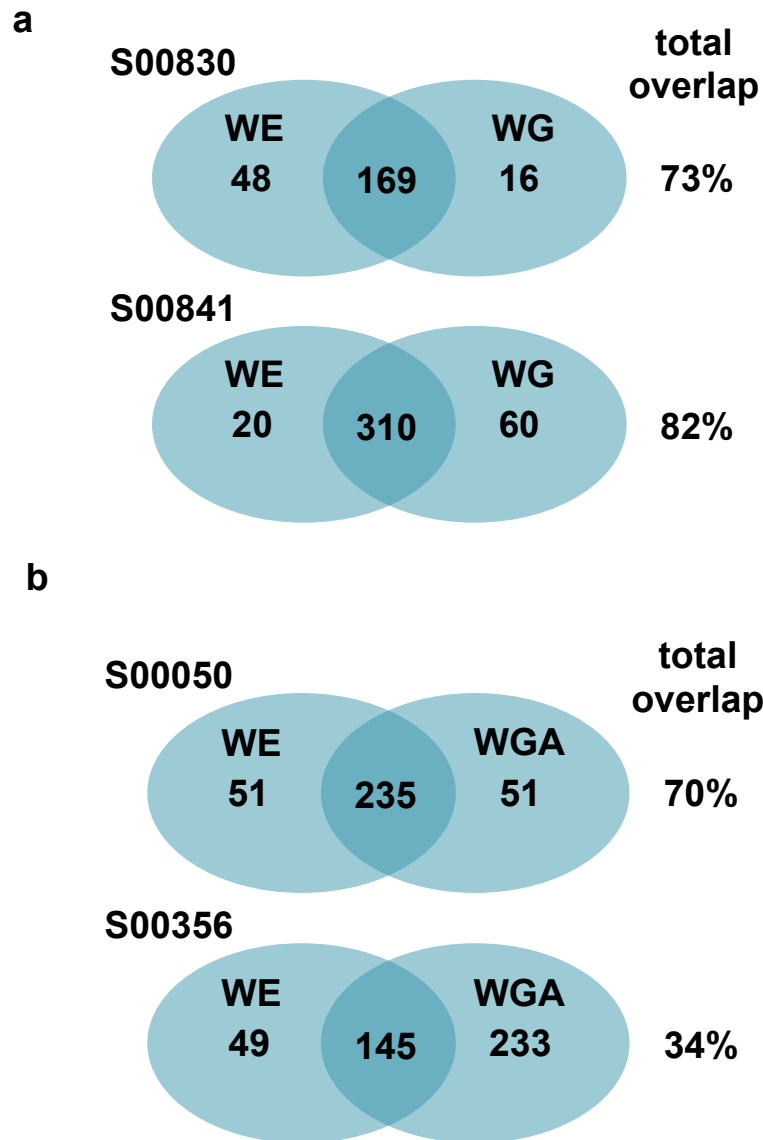 a
S00830
total
overlap
WE
WG
48
169
16
73%
S00841
WE
WG
20
310
60
82%
b
S00050
total
overlap
WE
WGA
51
235
51
70%
S00356
WE
WGA
49
145
233
34%